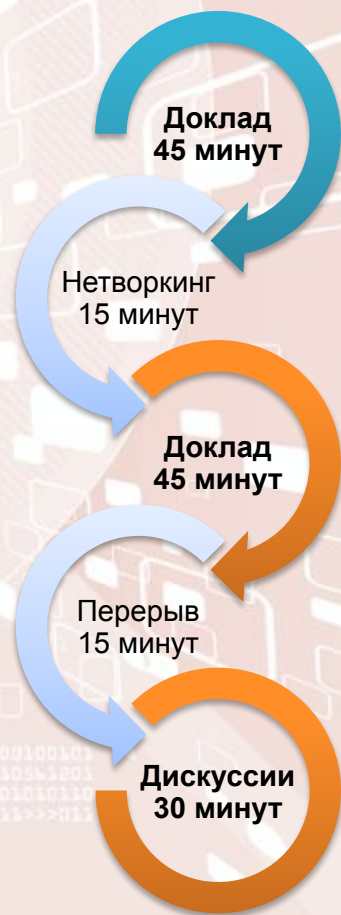 Доклад
45 минут
Нетворкинг
15 минут
Доклад
45 минут
Перерыв
15 минут
Дискуссии
30 минут